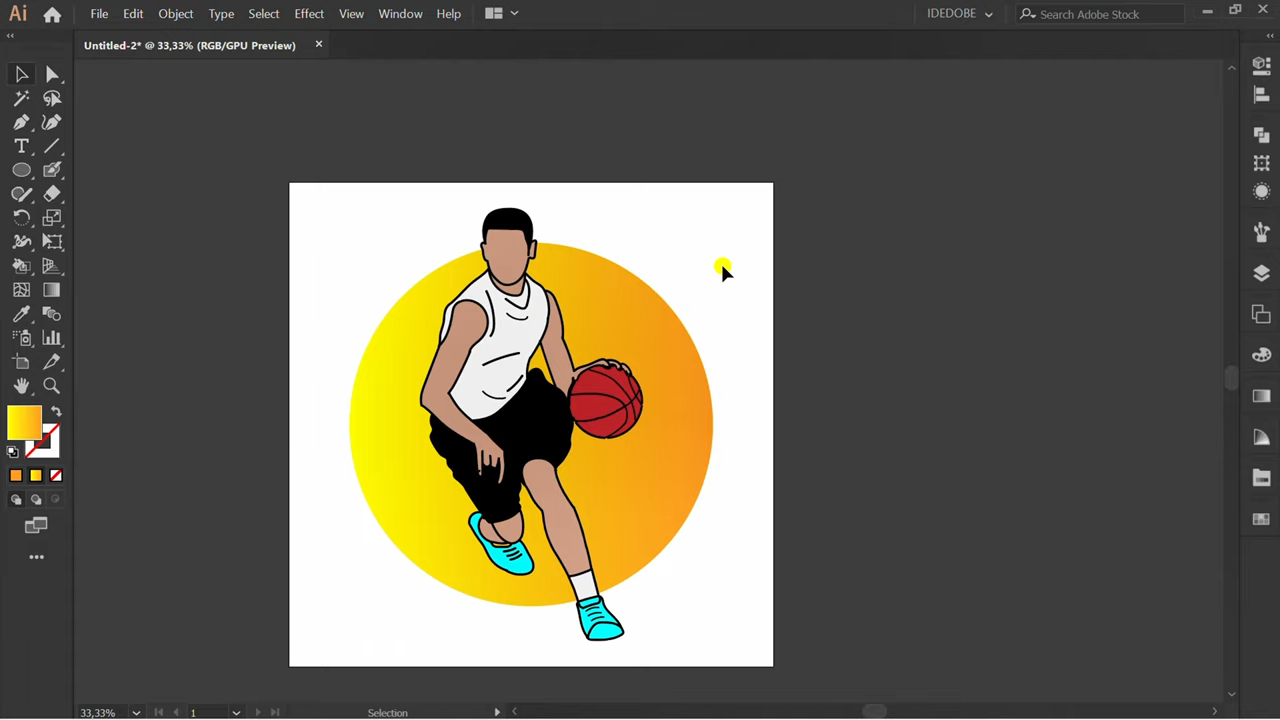 Ai File Edit Object Type Select Effect View Window Help IDEDOBE Search Adobe Stock
Untitled-2* @ 33,33% (RGB/GPU Preview)
T
33,33% 1 Selection